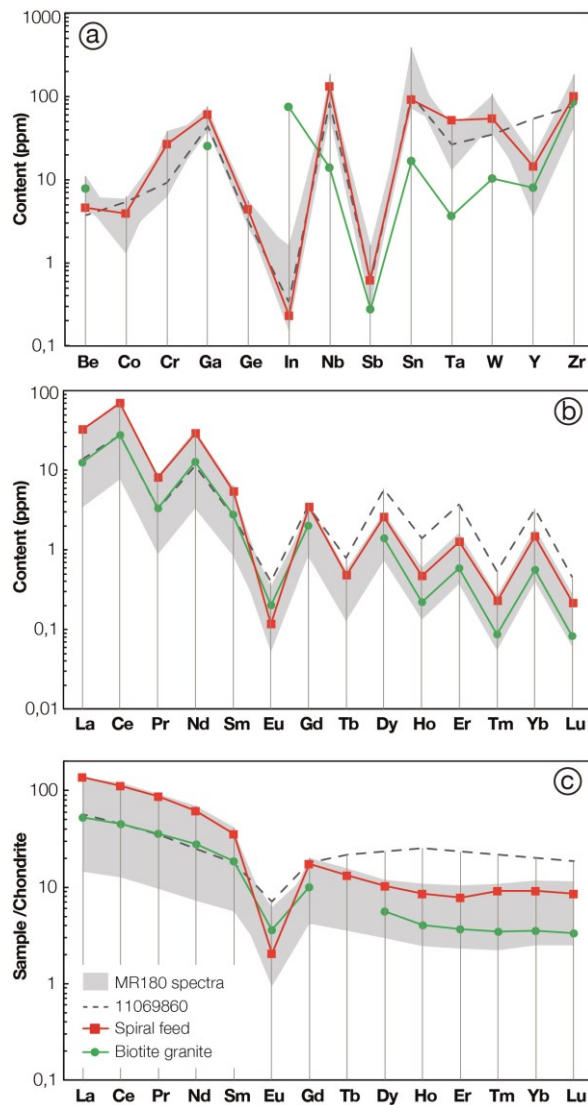 1000
a
100
10
1
0,1
Content (ppm)
Be Co Cr Ga Ge In Nb Sb Sn Ta W Y Zr
100
b
10
1
0,1
0,01
Content (ppm)
La Ce Pr Nd Sm Eu Gd Tb Dy Ho Er Tm Yb Lu
c
100
10
1
0,1
Sample /Chondrite
MR180 spectra
11069860
Spiral feed
Biotite granite
La Ce Pr Nd Sm Eu Gd Tb Dy Ho Er Tm Yb Lu